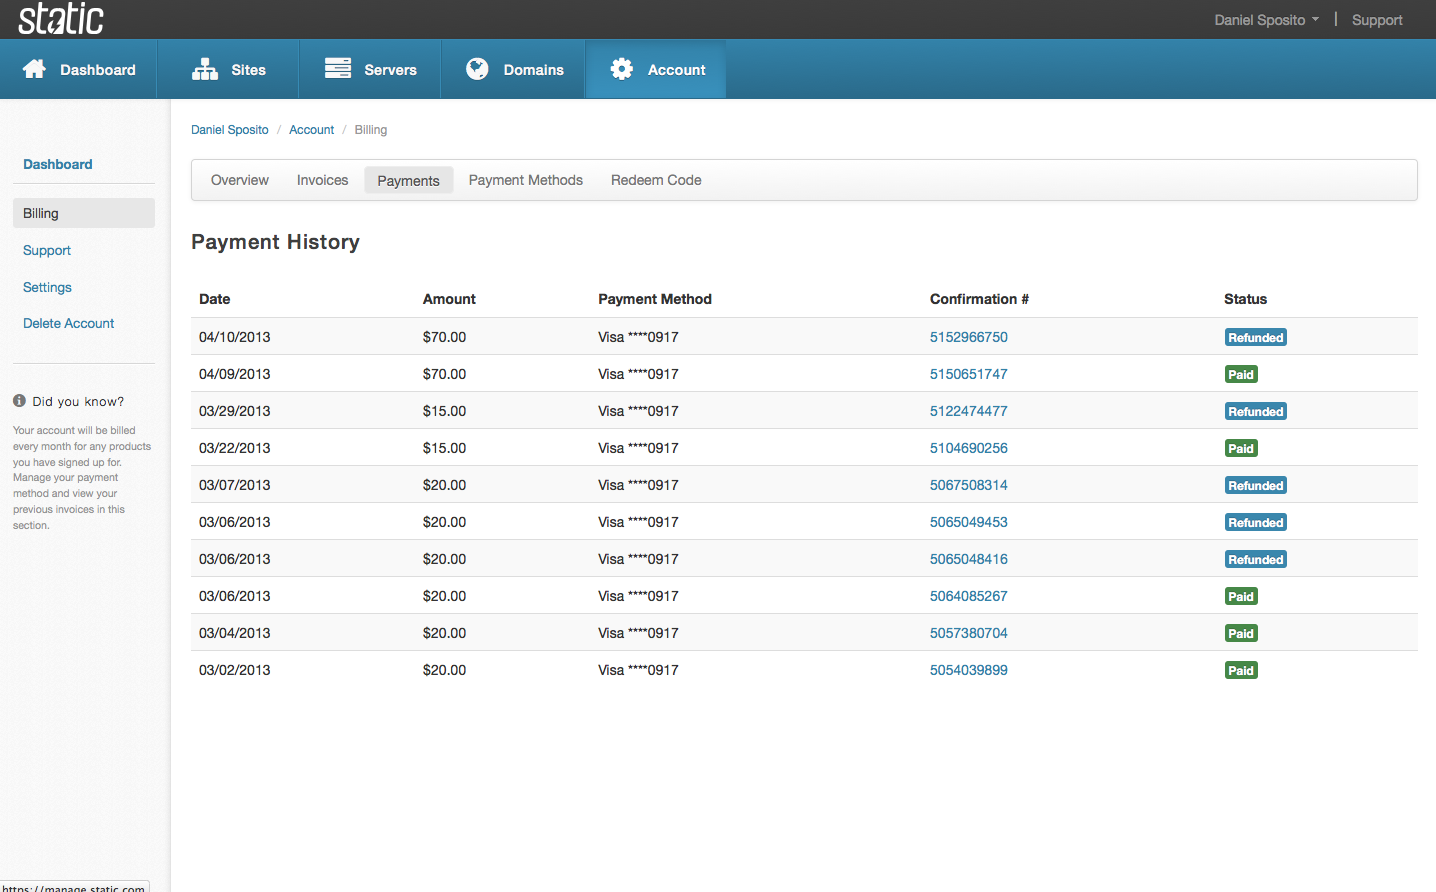 static
Daniel Sposito | Support
Dashboard Sites Servers Domains Account
Daniel Sposito / Account / Billing
Dashboard
Billing
Support
Settings
Delete Account
Did you know?
Your account will be billed
every month for any products
you have signed up for.
Manage your payment
method and view your
previous invoices in this
section.
Overview Invoices Payments Payment Methods Redeem Code
Payment History
Date Amount Payment Method Confirmation # Status
04/10/2013 $70.00 Visa ****0917 5152966750 Refunded
04/09/2013 $70.00 Visa ****0917 5150651747 Paid
03/29/2013 $15.00 Visa ****0917 5122474477 Refunded
03/22/2013 $15.00 Visa ****0917 5104690256 Paid
03/07/2013 $20.00 Visa ****0917 5067508314 Refunded
03/06/2013 $20.00 Visa ****0917 5065049453 Refunded
03/06/2013 $20.00 Visa ****0917 5065048416 Refunded
03/06/2013 $20.00 Visa ****0917 5064085267 Paid
03/04/2013 $20.00 Visa ****0917 5057380704 Paid
03/02/2013 $20.00 Visa ****0917 5054039899 Paid
https://manage.static.com